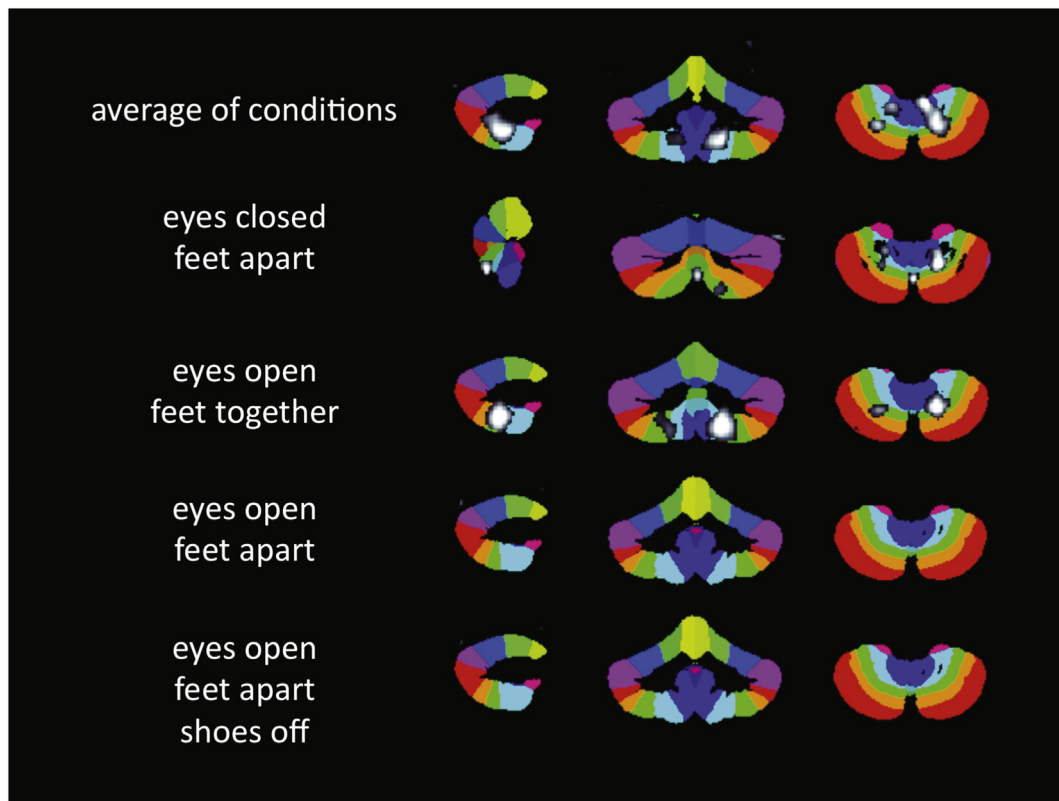 average of conditions
eyes closed
feet apart
eyes open
feet together
eyes open
feet apart
eyes open
feet apart
shoes off